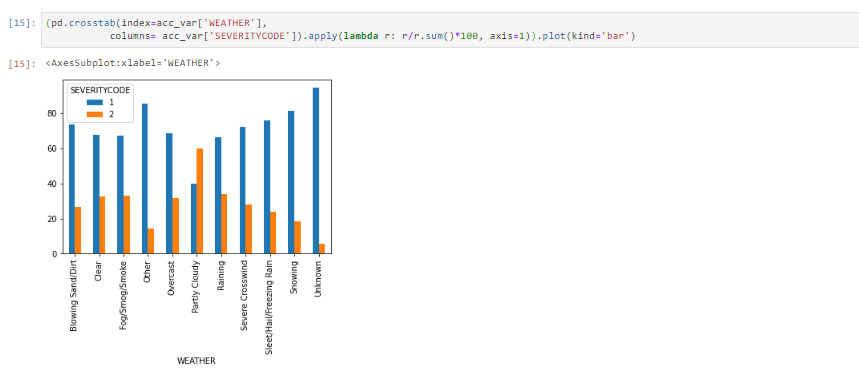 [15]: (pd.crosstab(index=acc_var['WEATHER'],
columns= acc_var['SEVERITYCODE']).apply(lambda r: r/r.sum()*100, axis=1)).plot(kind='bar')
[15]: <AxesSubplot:xlabel='WEATHER'>
SEVERITYCODE
1
2
80
60
40
20
0
Blowing Sand/Dirt
Clear
Fog/Smog/Smoke
Other
Overcast
Partly Cloudy
Raining
Severe Crosswind
Sleet/Hail/Freezing Rain
Snowing
Unknown
WEATHER